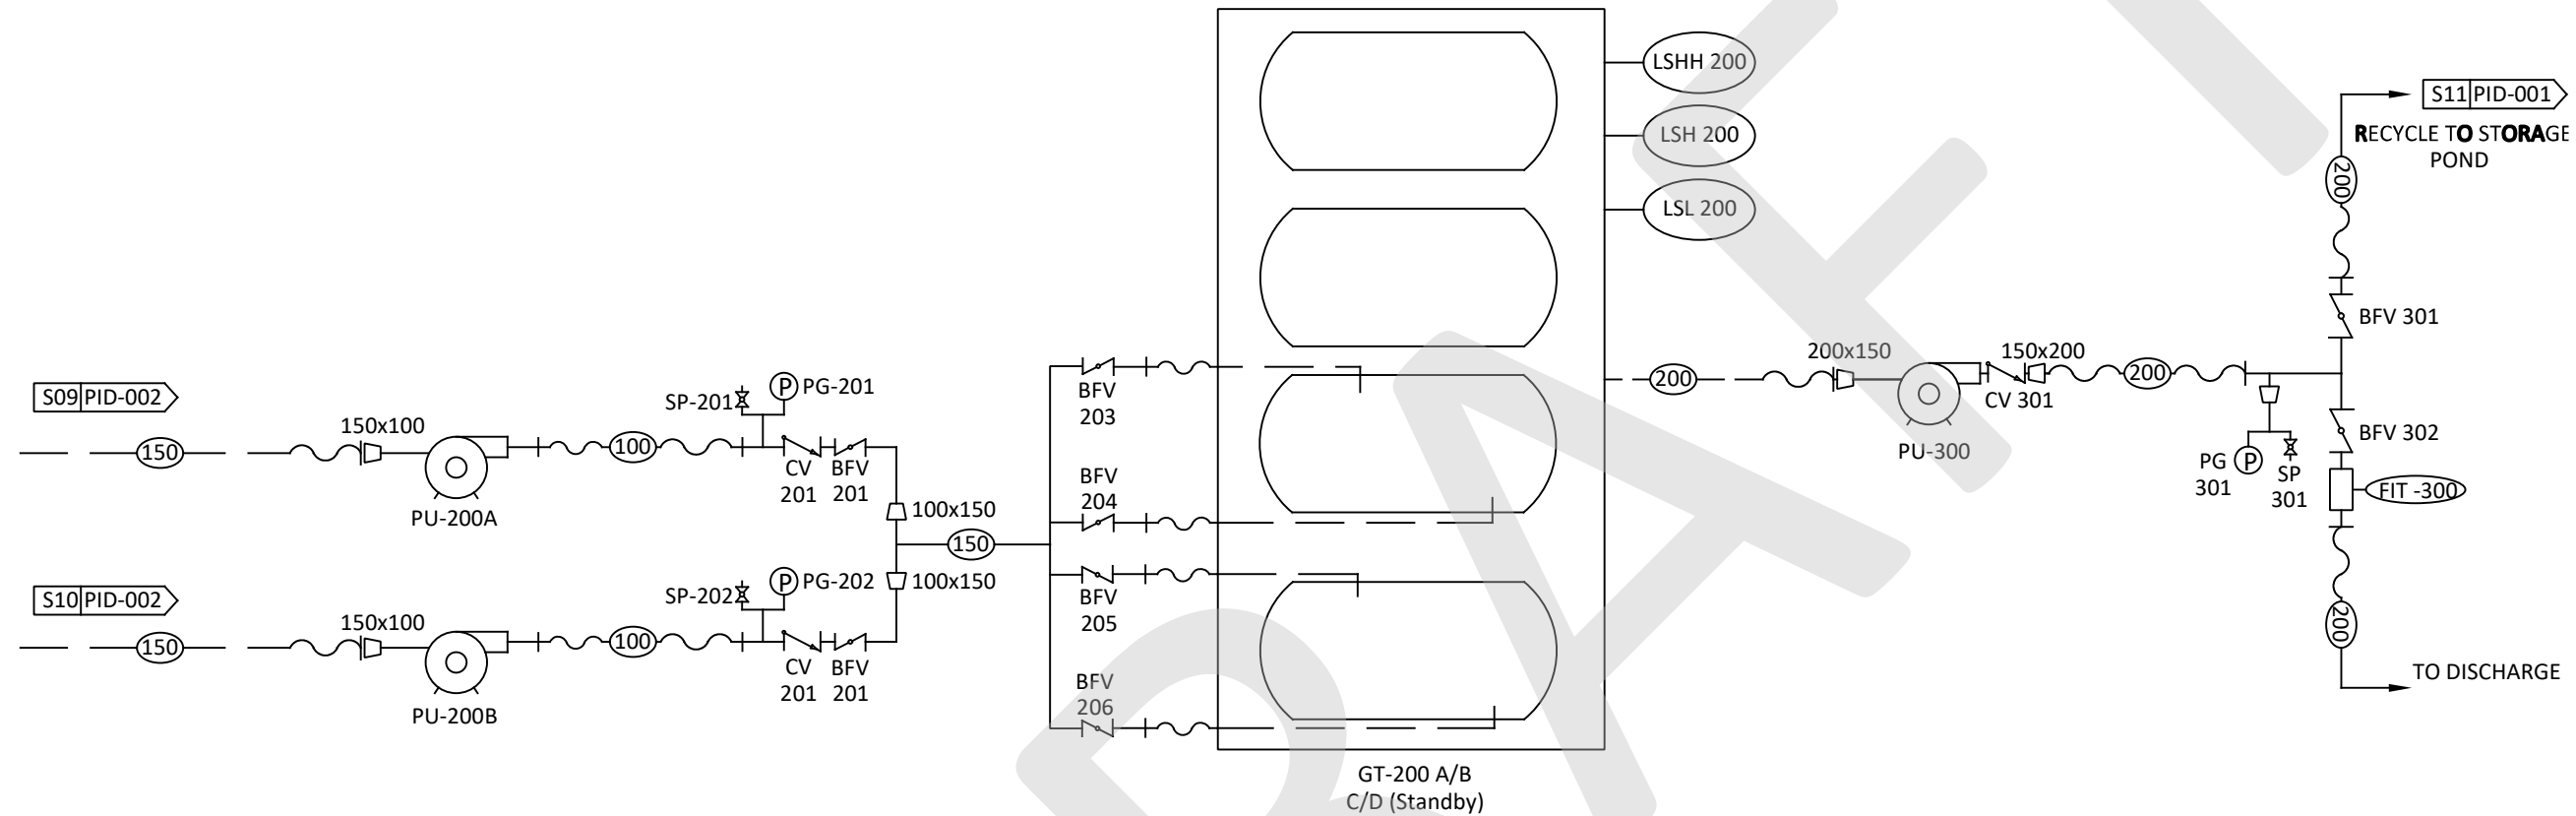 S09 PID-002
150
150x100
PU-200A
100
SP-201
P PG-201
CV
201
BFV
201
100x150
S10 PID-002
150
150x100
PU-200B
100
SP-202
P PG-202
CV
201
BFV
201
100x150
150
BFV
203
BFV
204
BFV
205
BFV
206
LSHH 200
LSH 200
LSL 200
GT-200 A/B
C/D (Standby)
200
200x150
PU-300
150x200
CV 301
200
PG
301
P
SP
301
S11 PID-001
RECYCLE TO STORAGE
POND
200
BFV 301
BFV 302
FIT -300
200
TO DISCHARGE
DRAFT